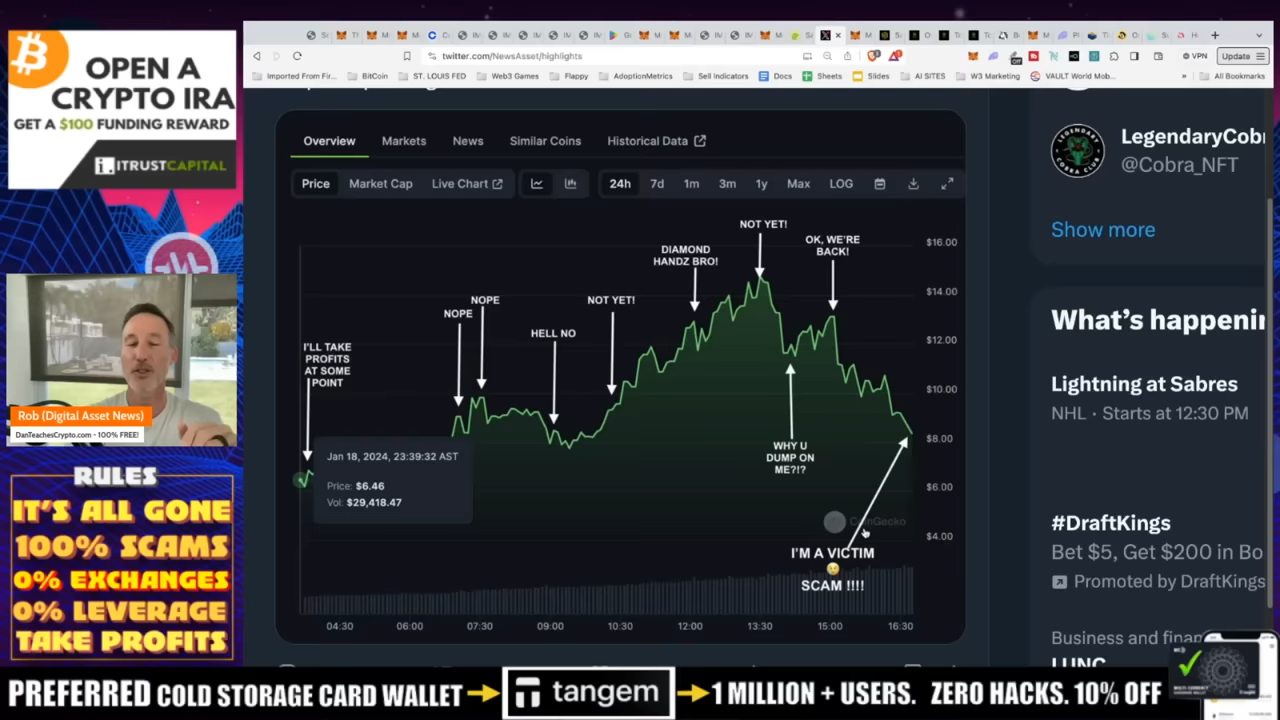 OPEN A
CRYPTO IRA
GET A $100 FUNDING REWARD
ITRUSTCAPITAL
twitter.com/NewsAsset/highlights
VPN
Update
Imported From Fir...
BitCoin
ST. LOUIS FED
Web3 Games
Flappy
AdoptionMetrics
Sell Indicators
Docs
Sheets
Slides
AI SITES
W3 Marketing
VAULT World Mob...
»
All Bookmarks
Overview
Markets
News
Similar Coins
Historical Data
Price
Market Cap
Live Chart
24h
7d
1m
3m
1y
Max
LOG
I'LL TAKE
PROFITS
AT SOME
POINT
NOPE
NOPE
HELL NO
NOT YET!
DIAMOND
HANDZ BRO!
NOT YET!
OK, WE'RE
BACK!
WHY U
DUMP ON
ME?!?
I'M A VICTIM
SCAM !!!!
Jan 18, 2024, 23:39:32 AST
Price: $6.46
Vol: $29,418.47
$16.00
$14.00
$12.00
$10.00
$8.00
$6.00
$4.00
CoinGecko
04:30
06:00
07:30
09:00
10:30
12:00
13:30
15:00
16:30
LegendaryCobra
@Cobra_NFT
Show more
What's happenin
Lightning at Sabres
NHL · Starts at 12:30 PM
#DraftKings
Bet $5, Get $200 in Bo
Promoted by DraftKings
Business and finan
LUNC
Rob (Digital Asset News)
DanTeachesCrypto.com - 100% FREE!
RULES
IT'S ALL GONE
100% SCAMS
0% EXCHANGES
0% LEVERAGE
TAKE PROFITS
PREFERRED COLD STORAGE CARD WALLET
tangem
1 MILLION + USERS. ZERO HACKS. 10% OFF